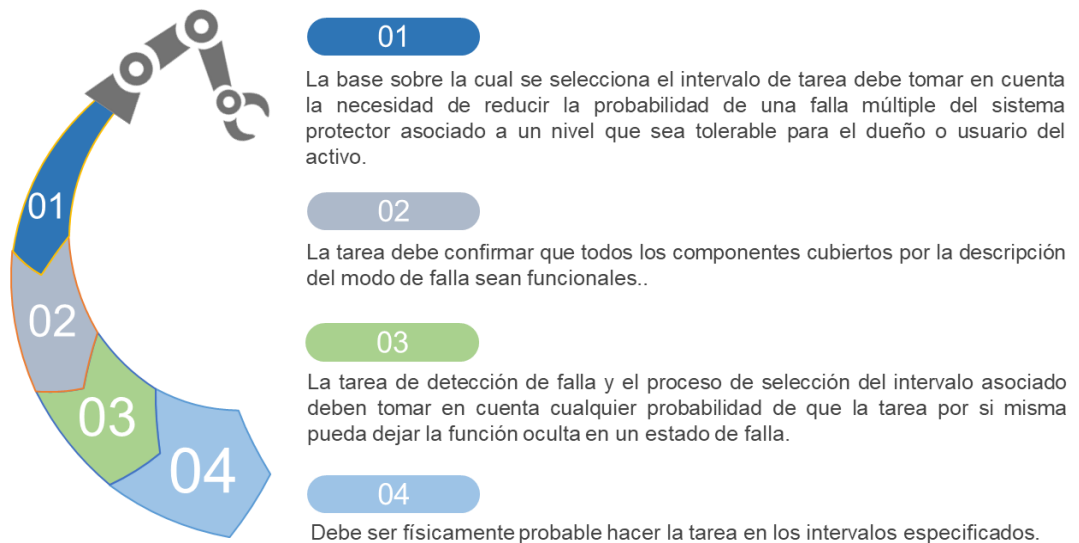 01
La base sobre la cual se selecciona el intervalo de tarea debe tomar en cuenta
la necesidad de reducir la probabilidad de una falla múltiple del sistema
protector asociado a un nivel que sea tolerable para el dueño o usuario del
activo.
02
La tarea debe confirmar que todos los componentes cubiertos por la descripción
del modo de falla sean funcionales..
03
La tarea de detección de falla y el proceso de selección del intervalo asociado
deben tomar en cuenta cualquier probabilidad de que la tarea por si misma
pueda dejar la función oculta en un estado de falla.
04
Debe ser físicamente probable hacer la tarea en los intervalos especificados.
01
02
03
04